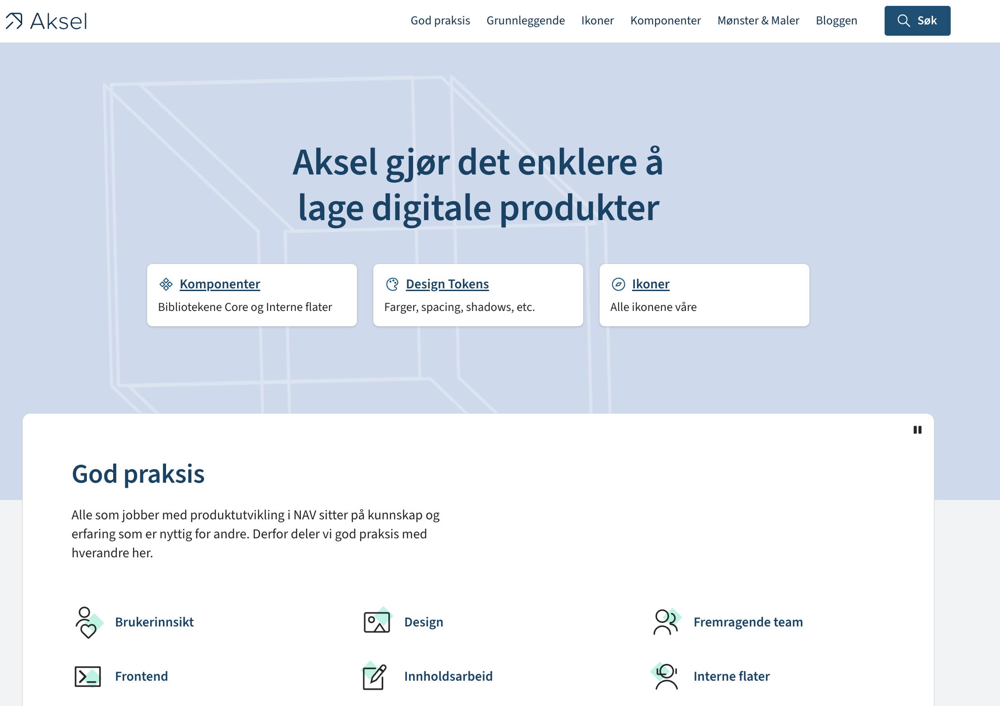 Aksel
God praksis
Grunnleggende
Ikoner
Komponenter
Mønster & Maler
Bloggen
Søk
Aksel gjør det enklere å
lage digitale produkter
Komponenter
Bibliotekene Core og Interne flater
Design Tokens
Farger, spacing, shadows, etc.
Ikoner
Alle ikonene våre
God praksis
Alle som jobber med produktutvikling i NAV sitter på kunnskap og
erfaring som er nyttig for andre. Derfor deler vi god praksis med
hverandre her.
Brukerinnsikt
Design
Fremragende team
Frontend
Innholdsarbeid
Interne flater